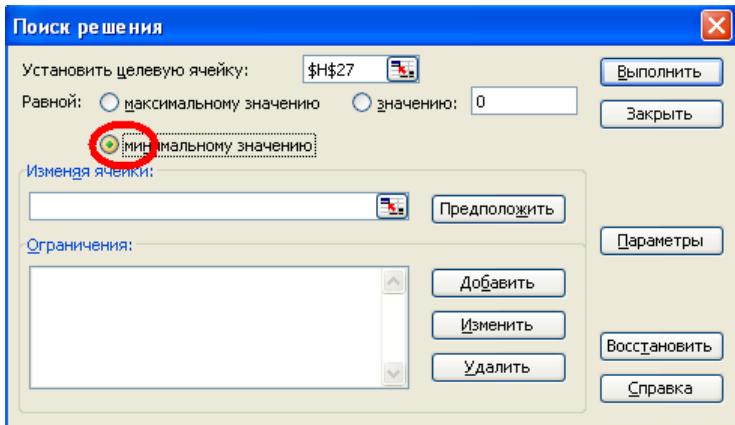 Поиск решения
Установить целевую ячейку: $H$27
Выполнить
Равной: максимальному значению значению: 0
Закрыть
минимальному значению
Изменяя ячейки:
Предположить
Ограничения:
Параметры
Добавить
Изменить
Восстановить
Удалить
Справка